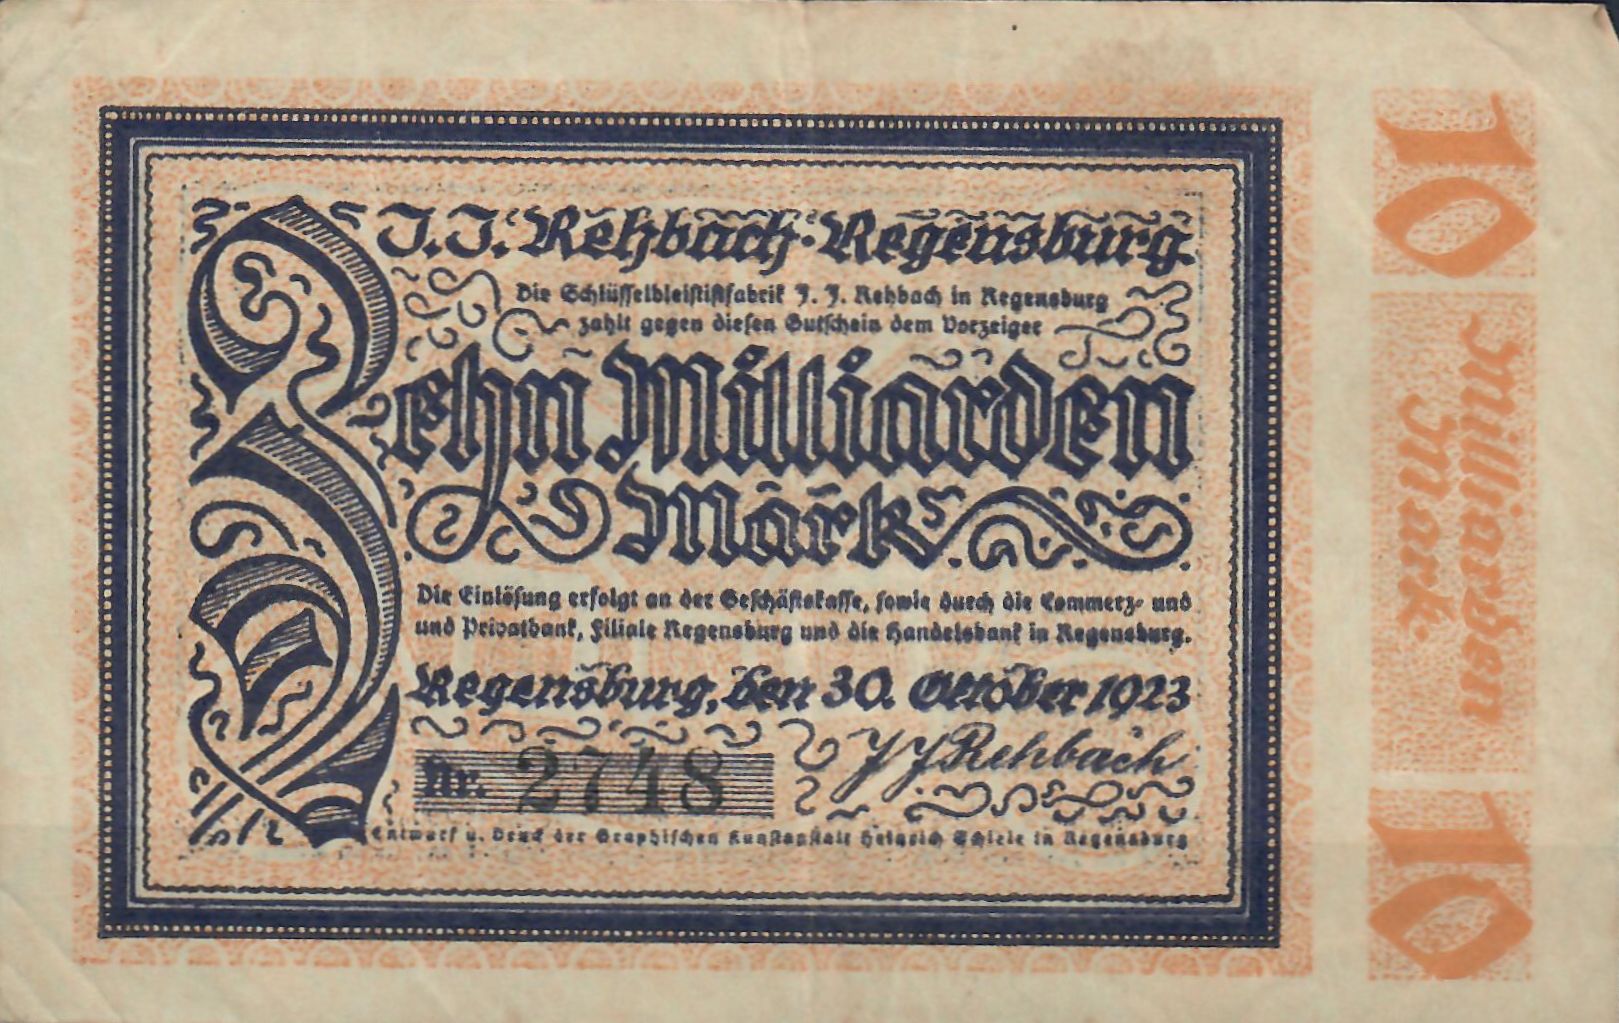 J.J. Rehbach Regensburg.
Die Schlüsselbleistiftfabrik J. J. Rehbach in Regensburg
zahlt gegen diesen Gutschein dem Vorzeiger
Zehn Milliarden
Mark
Die Einlösung erfolgt an der Geschäftskasse, sowie durch die Commerz- und
und Privatbank, Filiale Regensburg und die Handelsbank in Regensburg.
Regensburg, den 30. Oktober 1923
Nr. 2748
J J Rehbach
Entwurf u. Druck der Graphischen Kunstanstalt Heinrich Schiele in Regensburg
10
Milliarden
Mark
10